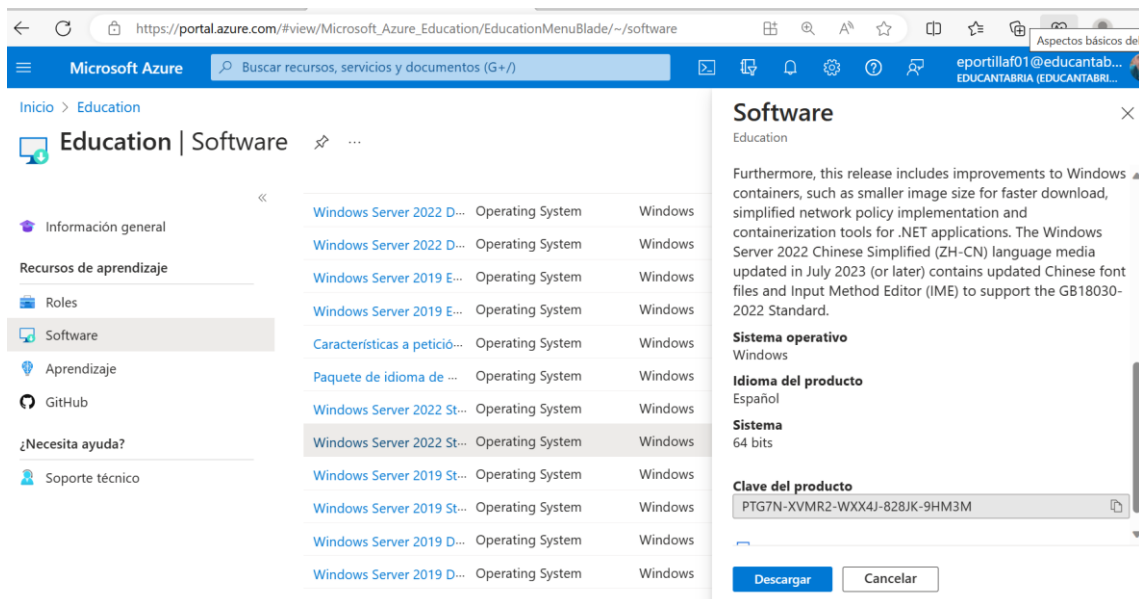 https://portal.azure.com/#view/Microsoft_Azure_Education/EducationMenuBlade/~/software
Aspectos básicos del
Microsoft Azure
Buscar recursos, servicios y documentos (G+/)
eportillaf01@educantab...
EDUCANTABRIA (EDUCANTABRI...
Inicio > Education
Education | Software
Información general
Recursos de aprendizaje
Roles
Software
Aprendizaje
GitHub
¿Necesita ayuda?
Soporte técnico
Windows Server 2022 D... Operating System Windows
Windows Server 2022 D... Operating System Windows
Windows Server 2019 E... Operating System Windows
Windows Server 2019 E... Operating System Windows
Características a petició... Operating System Windows
Paquete de idioma de ... Operating System Windows
Windows Server 2022 St... Operating System Windows
Windows Server 2022 St... Operating System Windows
Windows Server 2019 St... Operating System Windows
Windows Server 2019 St... Operating System Windows
Windows Server 2019 D... Operating System Windows
Windows Server 2019 D... Operating System Windows
Software
Education
Furthermore, this release includes improvements to Windows
containers, such as smaller image size for faster download,
simplified network policy implementation and
containerization tools for .NET applications. The Windows
Server 2022 Chinese Simplified (ZH-CN) language media
updated in July 2023 (or later) contains updated Chinese font
files and Input Method Editor (IME) to support the GB18030-
2022 Standard.
Sistema operativo
Windows
Idioma del producto
Español
Sistema
64 bits
Clave del producto
PTG7N-XVMR2-WXX4J-828JK-9HM3M
Descargar
Cancelar